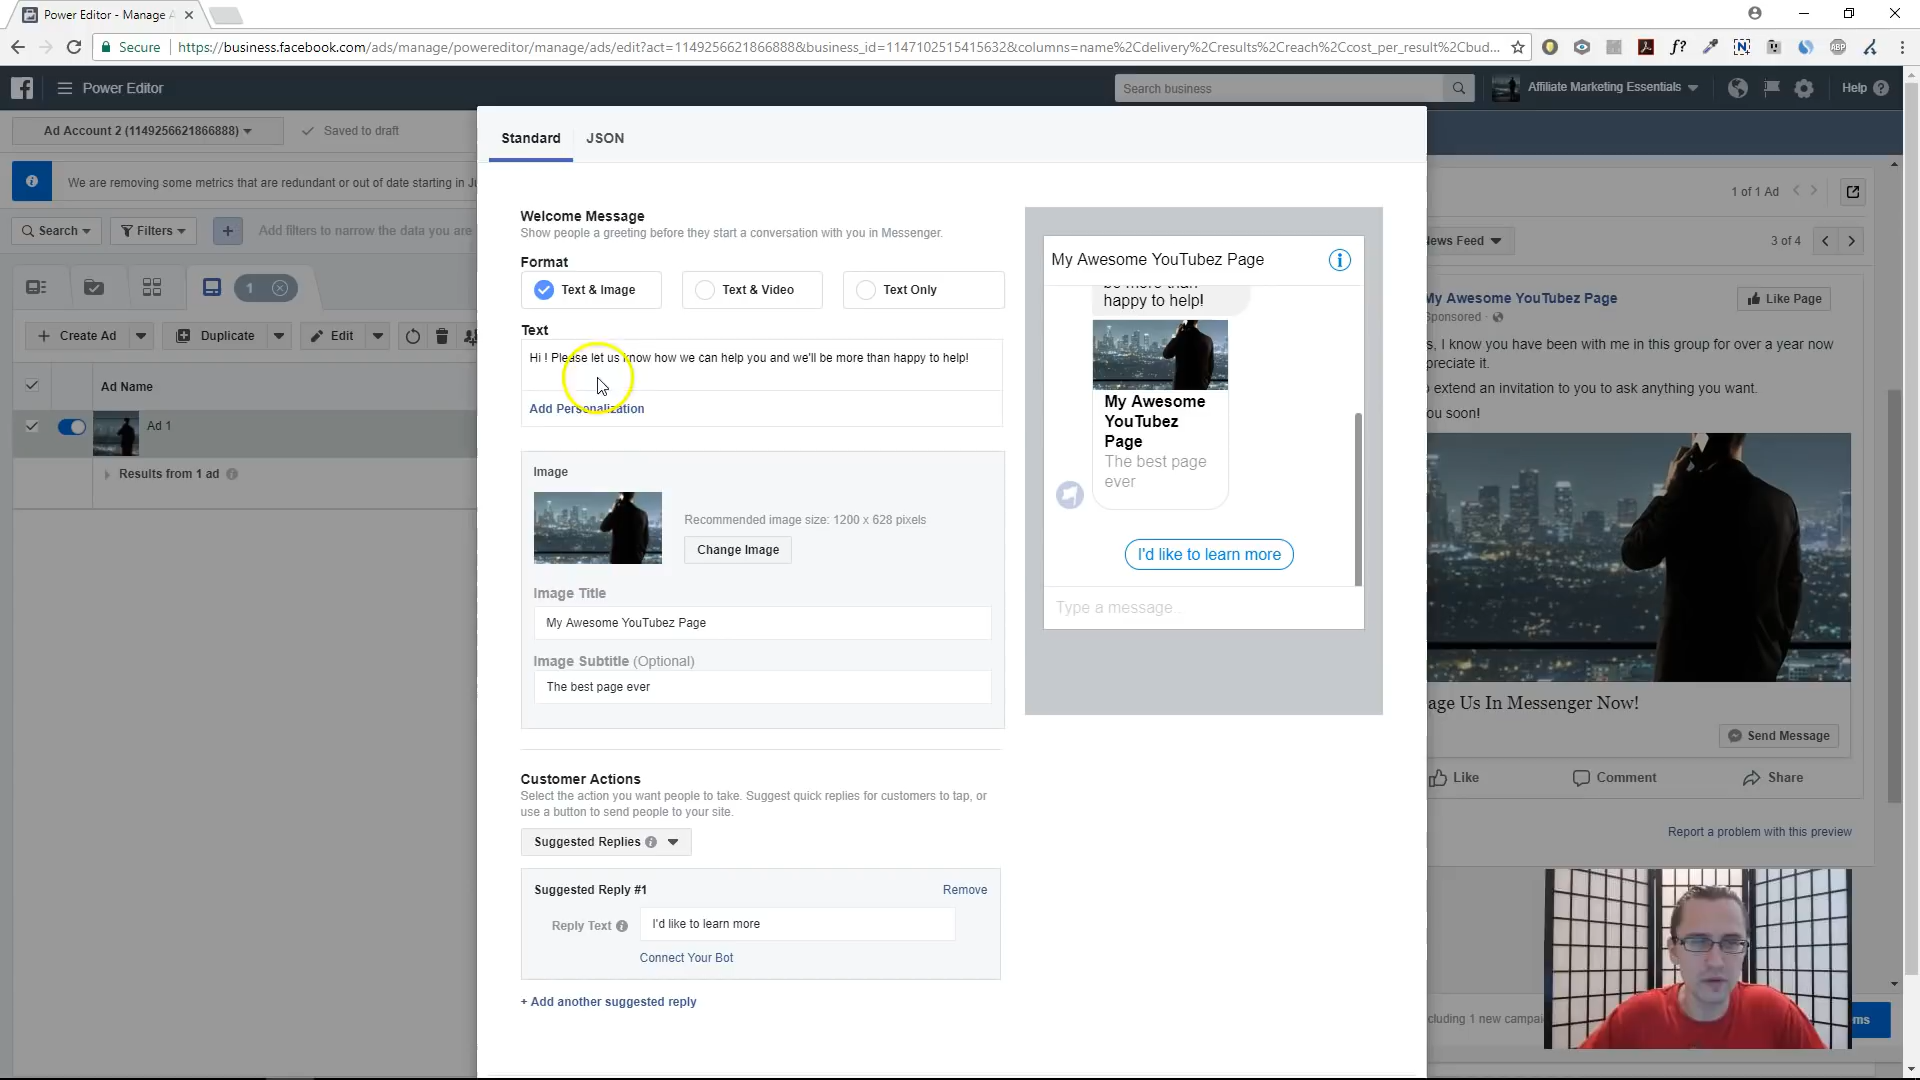 Power Editor - Manage A
Secure
https://business.facebook.com/ads/manage/powereditor/manage/ads/edit?act=1149256621866888&business_id=1147102515415632&columns=name%2Cdelivery%2Cresults%2Creach%2Ccost_per_result%2Cbud...
Power Editor
Search business
Affiliate Marketing Essentials
Help
Ad Account 2 (1149256621866888)
Saved to draft
We are removing some metrics that are redundant or out of date starting in Ju
Search
Filters
Add filters to narrow the data you are
1
Create Ad
Duplicate
Edit
Ad Name
Ad 1
Results from 1 ad
Standard
JSON
Welcome Message
Show people a greeting before they start a conversation with you in Messenger.
Format
Text & Image
Text & Video
Text Only
Text
Hi ! Please let us know how we can help you and we'll be more than happy to help!
Add Personalization
Image
Recommended image size: 1200 x 628 pixels
Change Image
Image Title
My Awesome YouTubez Page
Image Subtitle (Optional)
The best page ever
Customer Actions
Select the action you want people to take. Suggest quick replies for customers to tap, or
use a button to send people to your site.
Suggested Replies
Suggested Reply #1
Remove
Reply Text
I'd like to learn more
Connect Your Bot
+ Add another suggested reply
My Awesome YouTubez Page
be more than
happy to help!
My Awesome
YouTubez
Page
The best page
ever
I'd like to learn more
Type a message..
1 of 1 Ad
News Feed
3 of 4
My Awesome YouTubez Page
Sponsored
Like Page
s, I know you have been with me in this group for over a year now
preciate it.
extend an invitation to you to ask anything you want.
ou soon!
age Us In Messenger Now!
Send Message
Like
Comment
Share
Report a problem with this preview
cluding 1 new campai
ms